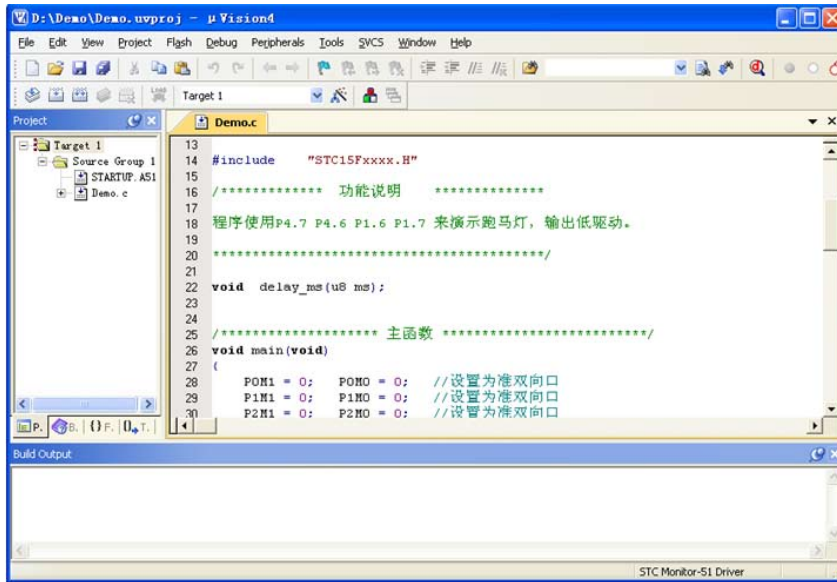 D:\Demo\Demo.uvproj - µVision4
File Edit View Project Flash Debug Peripherals Tools SVCS Window Help
Target 1
Project
Demo.c
Target 1
Source Group 1
STARTUP.A51
Demo.c
13
14 #include "STC15Fxxxx.H"
15
16 /************* 功能说明 **************
17
18 程序使用P4.7 P4.6 P1.6 P1.7 来演示跑马灯，输出低驱动。
19
20 ******************************************/
21
22 void delay_ms(u8 ms);
23
24
25 /******************** 主函数 **************************/
26 void main(void)
27 {
28 P0M1 = 0; P0M0 = 0; //设置为准双向口
29 P1M1 = 0; P1M0 = 0; //设置为准双向口
30 P2M1 = 0; P2M0 = 0; //设置为准双向口
P. B. {} F. 0 T.
Build Output
STC Monitor-51 Driver